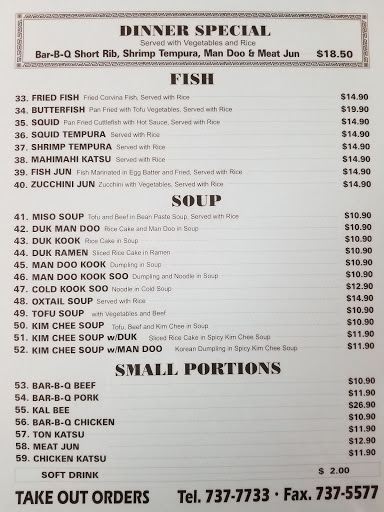 DINNER SPECIAL
Served with Vegetables and Rice
Bar-B-Q Short Rib, Shrimp Tempura, Man Doo & Meat Jun $18.50
FISH
33. FRIED FISH Fried Corvina Fish, Served with Rice $14.90
34. BUTTERFISH Pan Fried with Tofu Vegetables, Served with Rice $19.90
35. SQUID Pan Fried Cuttlefish with Hot Sauce, Served with Rice $14.90
36. SQUID TEMPURA Served with Rice $14.90
37. SHRIMP TEMPURA Served with Rice $14.90
38. MAHIMAHI KATSU Served with Rice $14.90
39. FISH JUN Fish Marinated in Egg Batter and Fried, Served with Rice $14.90
40. ZUCCHINI JUN Zucchini with Vegetables, Served with Rice $14.90
SOUP
41. MISO SOUP Tofu and Beef in Bean Paste Soup, Served with Rice $10.90
42. DUK MAN DOO Rice Cake and Man Doo in Soup $10.90
43. DUK KOOK Rice Cake in Soup $10.90
44. DUK RAMEN Sliced Rice Cake in Ramen $10.90
45. MAN DOO KOOK Dumpling in Soup $10.90
46. MAN DOO KOOK SOO Dumpling and Noodle in Soup $10.90
47. COLD KOOK SOO Noodle in Cold Soup $12.90
48. OXTAIL SOUP Served with Rice $14.90
49. TOFU SOUP with Vegetables and Beef $10.90
50. KIM CHEE SOUP Tofu, Beef and Kim Chee in Soup $10.90
51. KIM CHEE SOUP w/DUK Sliced Rice Cake in Spicy Kim Chee Soup $11.90
52. KIM CHEE SOUP w/MAN DOO Korean Dumpling in Spicy Kim Chee Soup $11.90
SMALL PORTIONS
53. BAR-B-Q BEEF $10.90
54. BAR-B-Q PORK $11.90
55. KAL BEE $26.90
56. BAR-B-Q CHICKEN $10.90
57. TON KATSU $11.90
58. MEAT JUN $12.90
59. CHICKEN KATSU $11.90
SOFT DRINK $ 2.00
TAKE OUT ORDERS Tel. 737-7733 · Fax. 737-5577